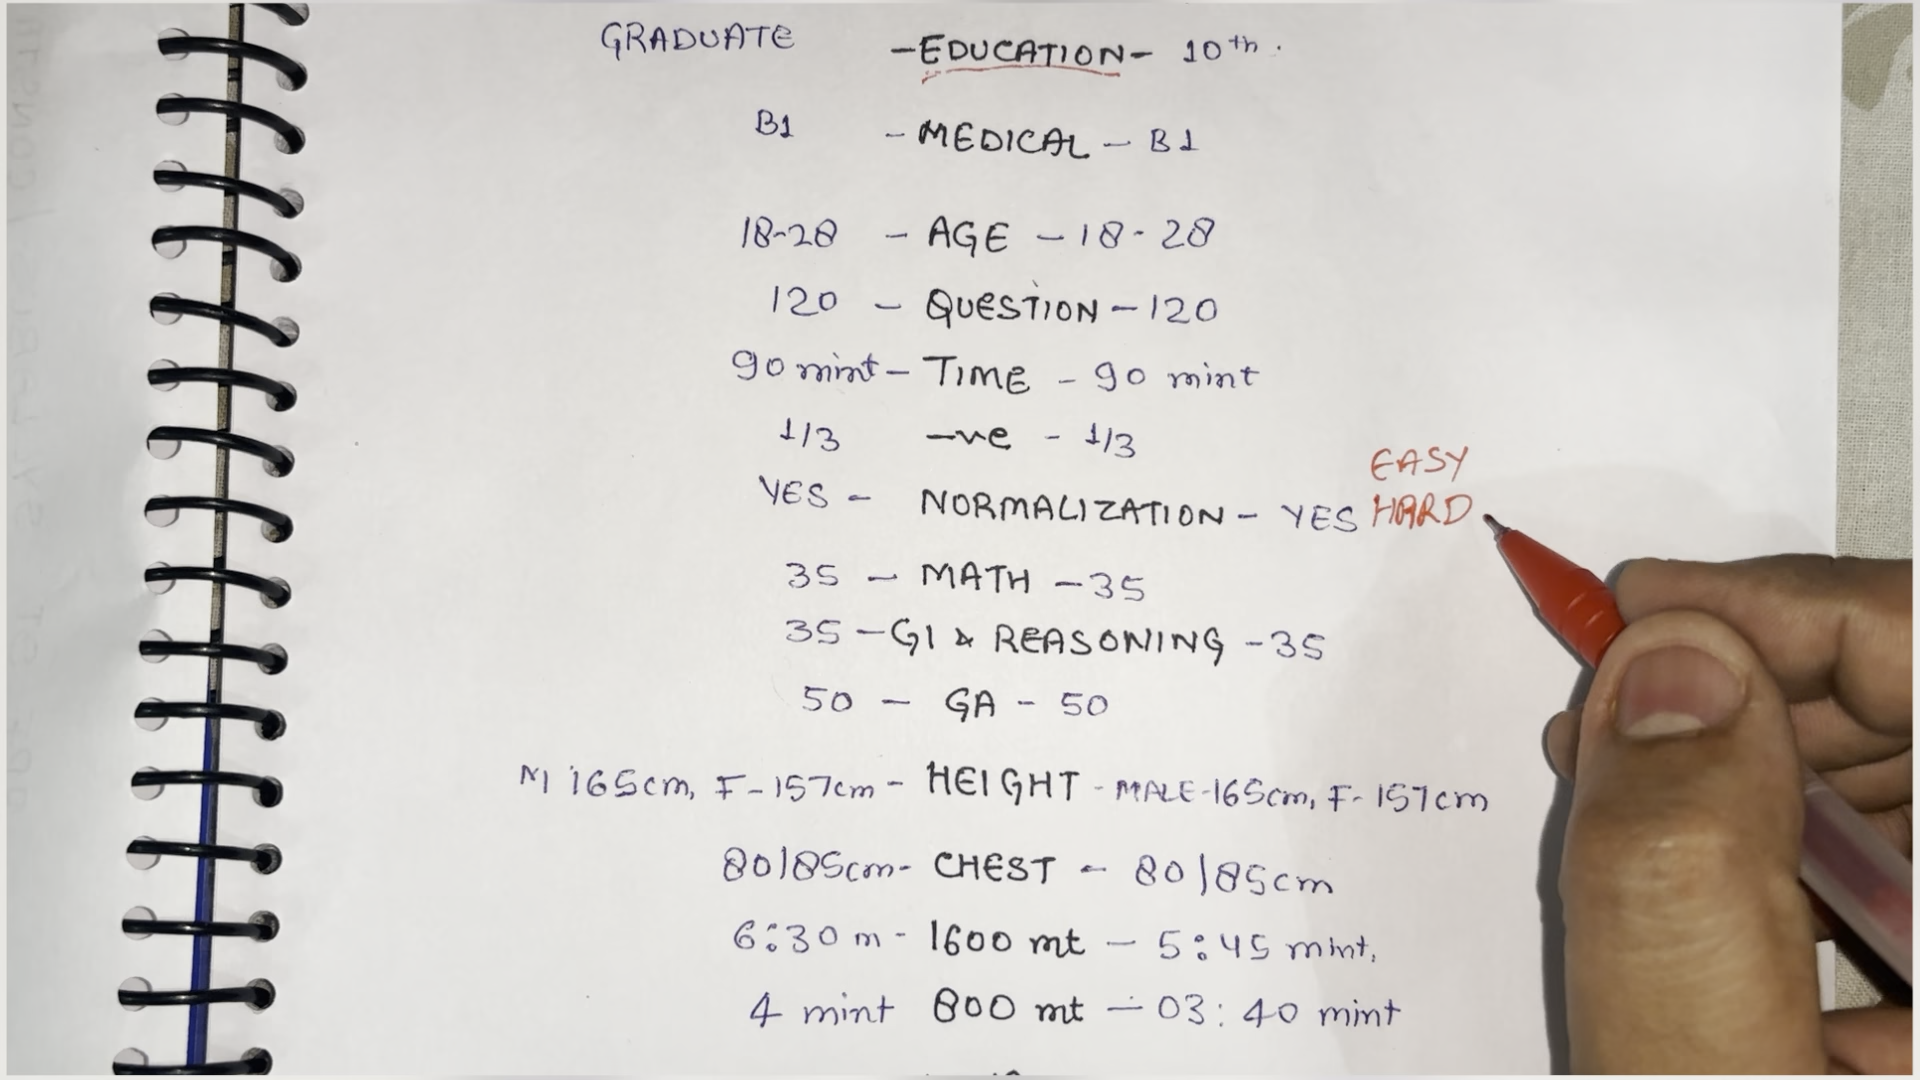 GRADUATE -EDUCATION- 10th.
B1 - MEDICAL - B1
18-28 - AGE - 18-28
120 - QUESTION - 120
90 mint - TIME - 90 mint
1/3 -ve - 1/3
EASY
YES - NORMALIZATION - YES HARD
35 - MATH - 35
35 - GI & REASONING - 35
50 - GA - 50
M 165cm, F-157cm - HEIGHT - MALE-165cm, F-157cm
80/85cm- CHEST - 80/85cm
6:30 m - 1600 mt - 5:45 mint.
4 mint 800 mt - 03:40 mint